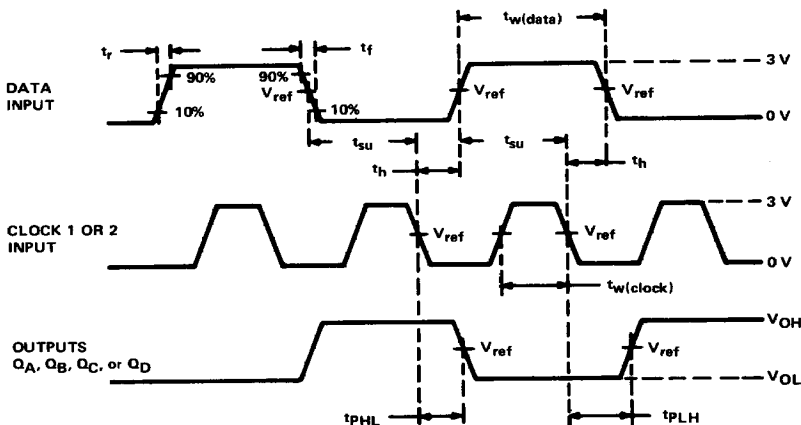 tw(data)
tr
tf
3 V
90%
90%
DATA
INPUT
Vref
Vref
Vref
10%
10%
0 V
tsu
tsu
th
th
3 V
CLOCK 1 OR 2
INPUT
Vref
Vref
0 V
tw(clock)
VOH
OUTPUTS
QA, QB, QC, or QD
Vref
Vref
VOL
tPHL
tPLH